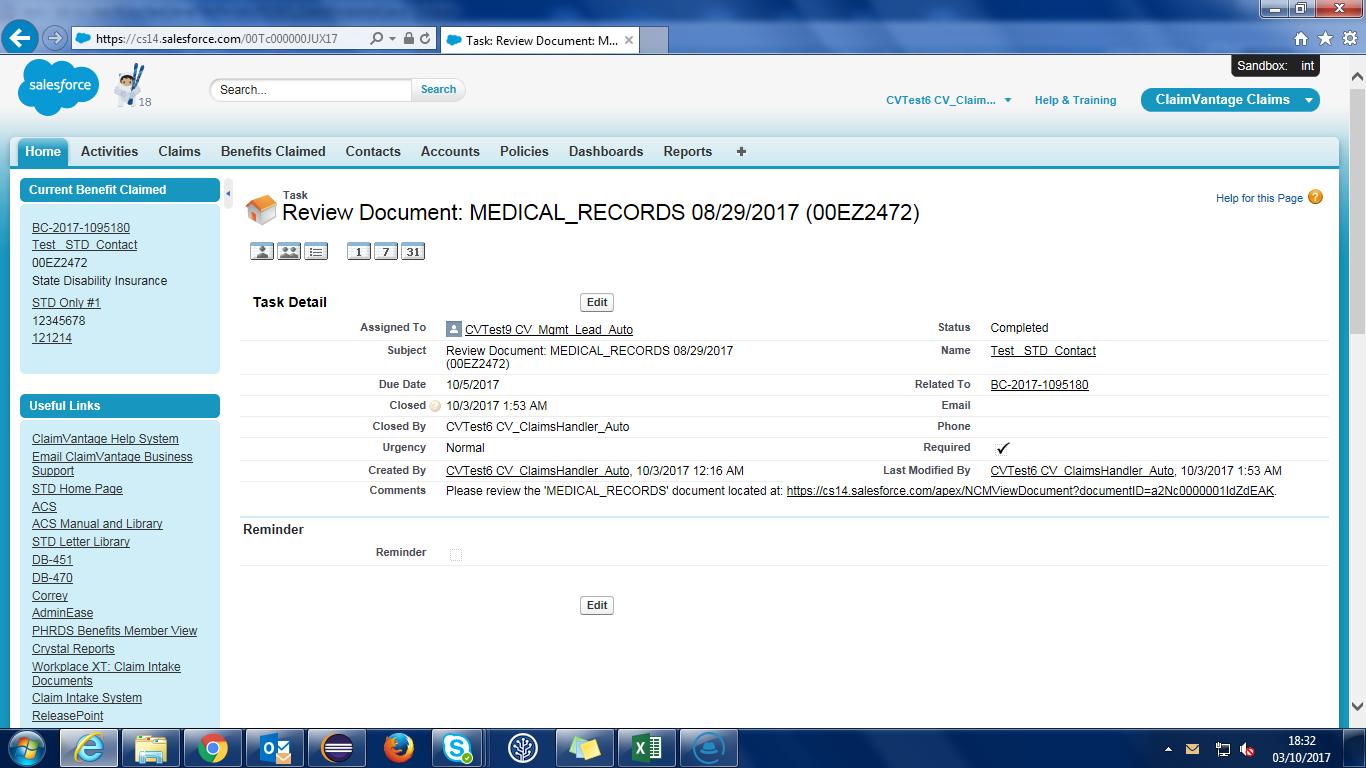 https://cs14.salesforce.com/00Tc000000JUX17
Task: Review Document: M...
Sandbox: int
salesforce
18
Search...
Search
CVTest6 CV_Claim...
Help & Training
ClaimVantage Claims
Home Activities Claims Benefits Claimed Contacts Accounts Policies Dashboards Reports +
Current Benefit Claimed
BC-2017-1095180
Test_ STD_Contact
00EZ2472
State Disability Insurance
STD Only #1
12345678
121214
Useful Links
ClaimVantage Help System
Email ClaimVantage Business
Support
STD Home Page
ACS
ACS Manual and Library
STD Letter Library
DB-451
DB-470
Correy
AdminEase
PHRDS Benefits Member View
Crystal Reports
Workplace XT: Claim Intake
Documents
Claim Intake System
ReleasePoint
Task
Review Document: MEDICAL_RECORDS 08/29/2017 (00EZ2472)
Help for this Page
1 7 31
Task Detail
Edit
Assigned To CVTest9 CV_Mgmt_Lead_Auto Status Completed
Subject Review Document: MEDICAL_RECORDS 08/29/2017 Name Test_ STD_Contact
(00EZ2472)
Due Date 10/5/2017 Related To BC-2017-1095180
Closed 10/3/2017 1:53 AM Email
Closed By CVTest6 CV_ClaimsHandler_Auto Phone
Urgency Normal Required
Created By CVTest6 CV_ClaimsHandler_Auto, 10/3/2017 12:16 AM Last Modified By CVTest6 CV_ClaimsHandler_Auto, 10/3/2017 1:53 AM
Comments Please review the 'MEDICAL_RECORDS' document located at: https://cs14.salesforce.com/apex/NCMViewDocument?documentID=a2Nc0000001IdZdEAK.
Reminder
Reminder
Edit
18:32
03/10/2017